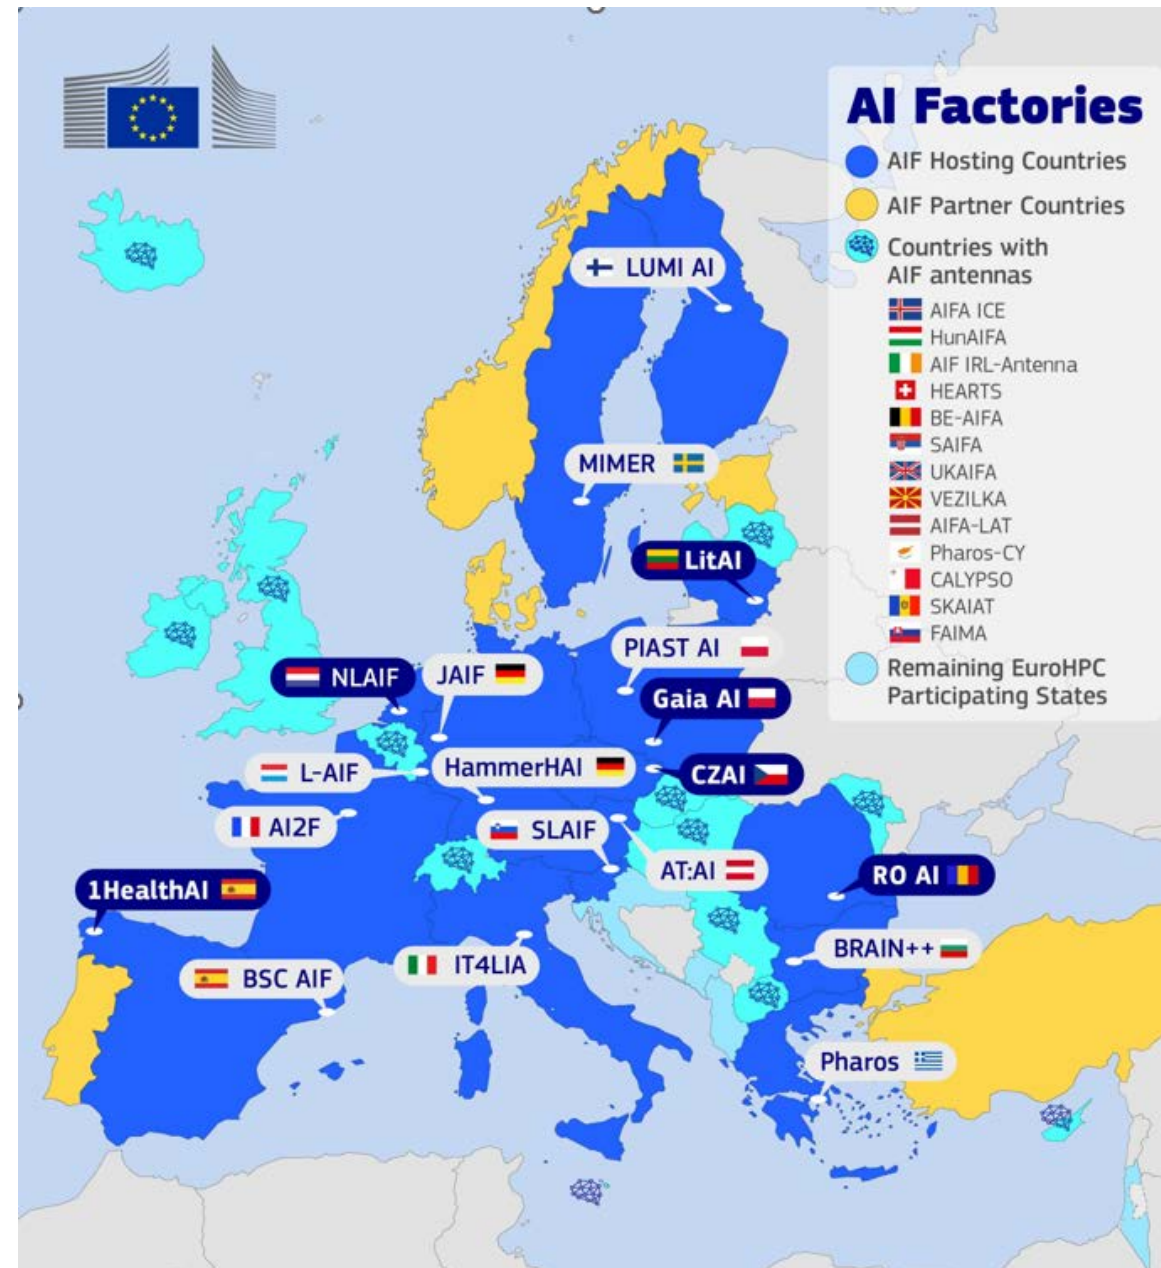 AI Factories
AIF Hosting Countries
AIF Partner Countries
Countries with
AIF antennas
AIFA ICE
HunAIFA
AIF IRL-Antenna
HEARTS
BE-AIFA
SAIFA
UKAIFA
VEZILKA
AIFA-LAT
Pharos-CY
CALYPSO
SKAIAT
FAIMA
Remaining EuroHPC
Participating States
LUMI AI
MIMER
LitAI
PIAST AI
NLAIF
JAIF
Gaia AI
L-AIF
HammerHAI
CZAI
AI2F
SLAIF
AT:AI
1HealthAI
RO AI
BRAIN++
IT4LIA
BSC AIF
Pharos